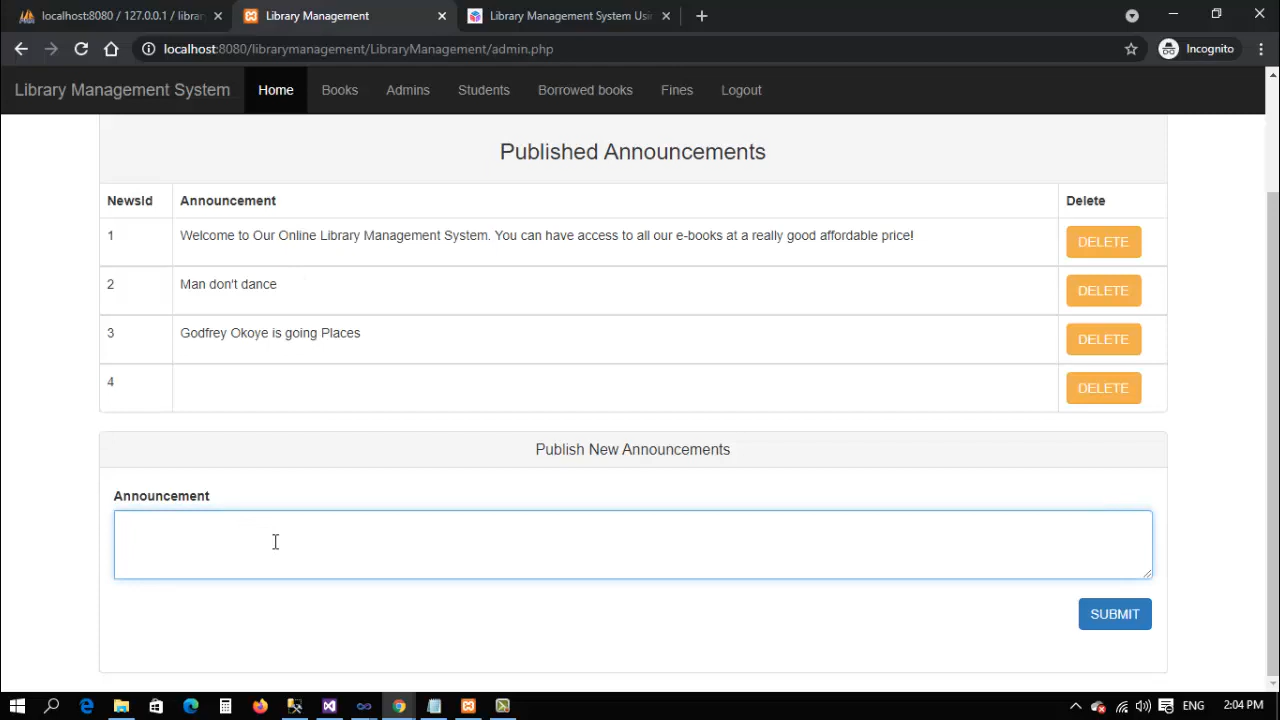 localhost:8080 / 127.0.0.1 / librar
Library Management
Library Management System Usin
localhost:8080/librarymanagement/LibraryManagement/admin.php
Incognito
Library Management System
Home
Books
Admins
Students
Borrowed books
Fines
Logout
Published Announcements
NewsId Announcement Delete
1 Welcome to Our Online Library Management System. You can have access to all our e-books at a really good affordable price! DELETE
2 Man don't dance DELETE
3 Godfrey Okoye is going Places DELETE
4 DELETE
Publish New Announcements
Announcement
SUBMIT
ENG
2:04 PM